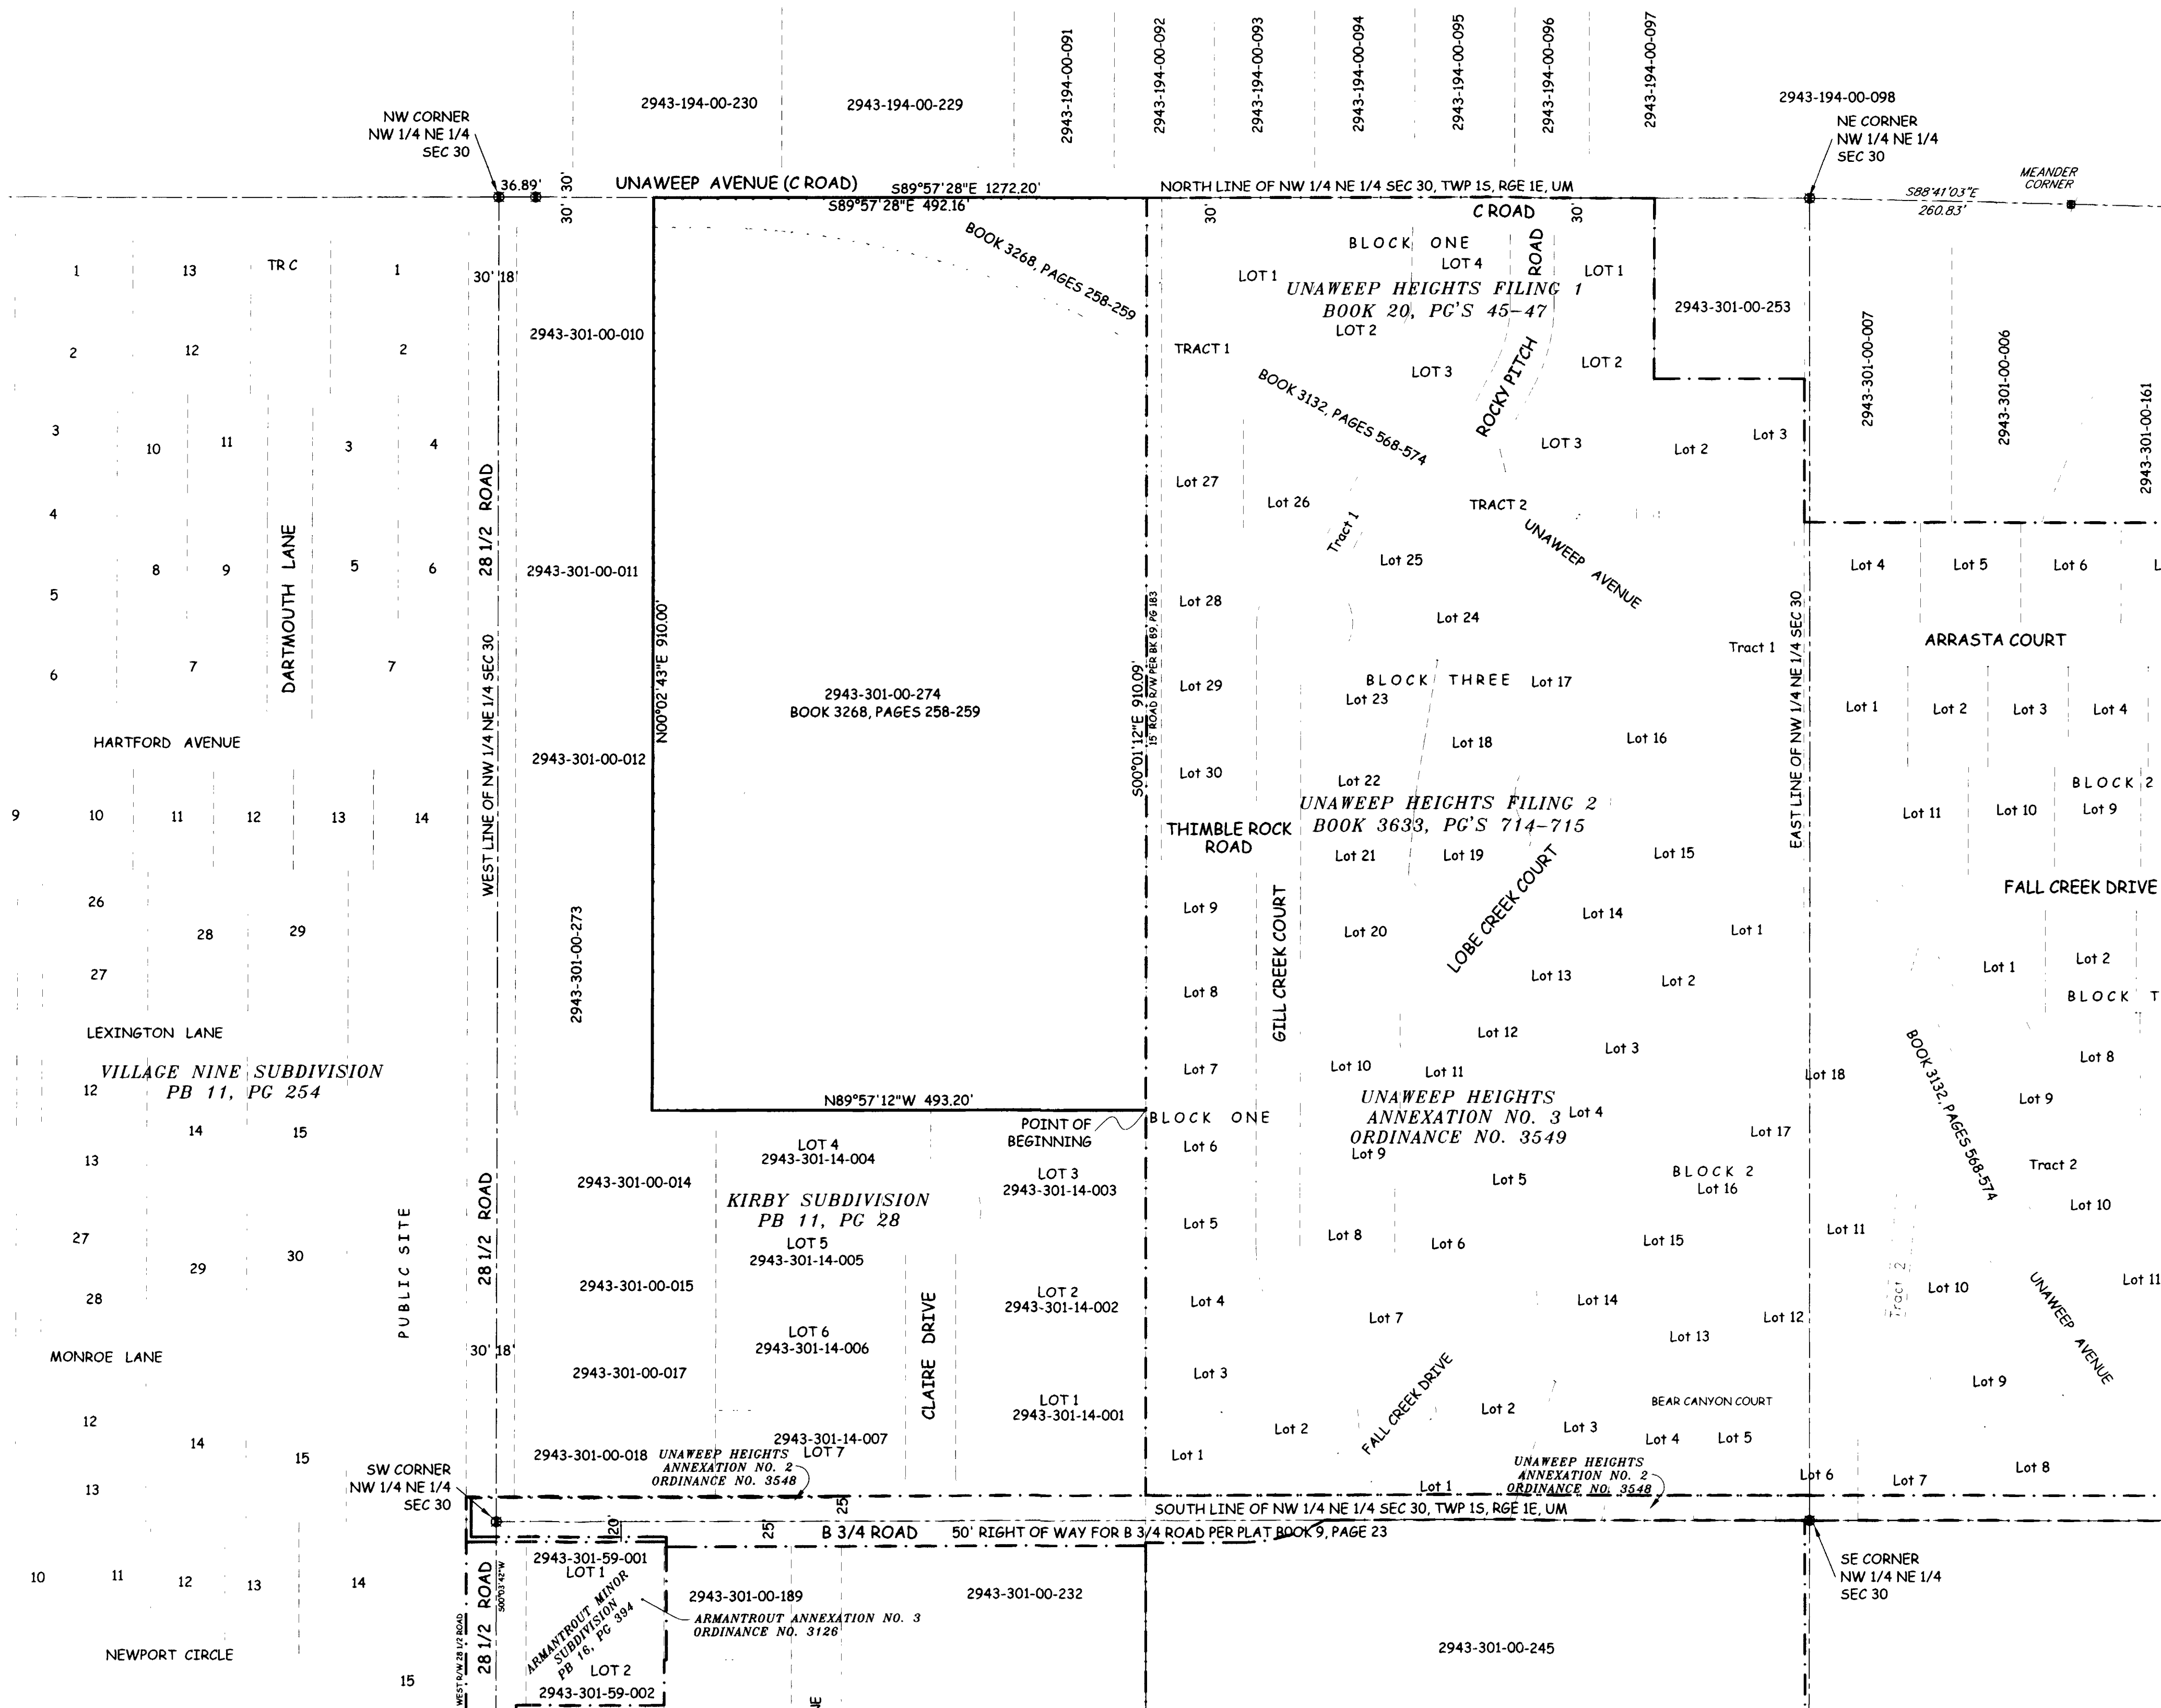 2943-194-00-230
2943-194-00-229
2943-194-00-091
2943-194-00-092
2943-194-00-093
2943-194-00-094
2943-194-00-095
2943-194-00-096
2943-194-00-097
2943-194-00-098
NW CORNER
NW 1/4 NE 1/4
SEC 30
NE CORNER
NW 1/4 NE 1/4
SEC 30
MEANDER
CORNER
36.89'
30'
30'
UNAWEEP AVENUE (C ROAD)
S89°57'28"E 1272.20'
S89°57'28"E 492.16'
NORTH LINE OF NW 1/4 NE 1/4 SEC 30, TWP 1S, RGE 1E, UM
S88°41'03"E
260.83'
30'
C ROAD
30'
BOOK 3268, PAGES 258-259
BLOCK ONE
LOT 4
LOT 1
ROCKY PITCH ROAD
LOT 1
UNAWEEP HEIGHTS FILING 1
BOOK 20, PG'S 45-47
LOT 2
2943-301-00-253
TRACT 1
LOT 3
LOT 2
BOOK 3132, PAGES 568-574
LOT 3
Lot 2
Lot 3
2943-301-00-007
2943-301-00-006
2943-301-00-161
1
13
TR C
1
30'
18'
2943-301-00-010
2
12
2
3
10
11
3
4
4
28 1/2 ROAD
DARTMOUTH LANE
8
9
5
6
5
2943-301-00-011
6
7
7
WEST LINE OF NW 1/4 NE 1/4 SEC 30
N00°02'43"E 910.00'
2943-301-00-274
BOOK 3268, PAGES 258-259
S00°01'12"E 910.09'
15' ROAD R/W PER BK 89, PG 183
Lot 27
Lot 26
Tract 1
TRACT 2
UNAWEEP AVENUE
Lot 25
Lot 28
Lot 24
Tract 1
EAST LINE OF NW 1/4 NE 1/4 SEC 30
Lot 4
Lot 5
Lot 6
L
ARRASTA COURT
Lot 29
BLOCK THREE
Lot 17
Lot 23
Lot 1
Lot 2
Lot 3
Lot 4
HARTFORD AVENUE
2943-301-00-012
Lot 18
Lot 16
Lot 30
Lot 22
BLOCK 2
UNAWEEP HEIGHTS FILING 2
BOOK 3633, PG'S 714-715
Lot 11
Lot 10
Lot 9
9
10
11
12
13
14
THIMBLE ROCK
ROAD
Lot 21
Lot 19
Lot 15
FALL CREEK DRIVE
26
28
29
27
2943-301-00-273
Lot 9
GILL CREEK COURT
Lot 20
LOBE CREEK COURT
Lot 14
Lot 1
Lot 13
Lot 2
Lot 1
Lot 2
BLOCK T
Lot 8
LEXINGTON LANE
Lot 12
Lot 3
BOOK 3132, PAGES 568-574
Lot 8
VILLAGE NINE SUBDIVISION
PB 11, PG 254
12
Lot 7
Lot 10
Lot 11
Lot 18
Lot 9
N89°57'12"W 493.20'
POINT OF
BEGINNING
BLOCK ONE
UNAWEEP HEIGHTS
ANNEXATION NO. 3
ORDINANCE NO. 3549
Lot 4
14
15
13
Lot 6
Lot 9
Lot 17
LOT 4
2943-301-14-004
LOT 3
2943-301-14-003
2943-301-00-014
Lot 5
BLOCK 2
Lot 16
Tract 2
KIRBY SUBDIVISION
PB 11, PG 28
Lot 10
28 1/2 ROAD
PUBLIC SITE
27
29
30
28
LOT 5
2943-301-14-005
Lot 5
Lot 8
Lot 6
Lot 15
Lot 11
2943-301-00-015
CLAIRE DRIVE
LOT 2
2943-301-14-002
Lot 4
Lot 7
Lot 14
Lot 13
Lot 12
Tract 2
Lot 10
UNAWEEP AVENUE
Lot 11
MONROE LANE
30'
18'
LOT 6
2943-301-14-006
2943-301-00-017
Lot 3
FALL CREEK DRIVE
BEAR CANYON COURT
Lot 9
LOT 1
2943-301-14-001
12
14
15
13
Lot 2
Lot 2
Lot 3
Lot 4
Lot 5
Lot 1
2943-301-14-007
LOT 7
2943-301-00-018
UNAWEEP HEIGHTS
ANNEXATION NO. 2
ORDINANCE NO. 3548
SW CORNER
NW 1/4 NE 1/4
SEC 30
Lot 1
UNAWEEP HEIGHTS
ANNEXATION NO. 2
ORDINANCE NO. 3548
Lot 6
Lot 7
Lot 8
25'
SOUTH LINE OF NW 1/4 NE 1/4 SEC 30, TWP 1S, RGE 1E, UM
20'
25'
B 3/4 ROAD
50' RIGHT OF WAY FOR B 3/4 ROAD PER PLAT BOOK 9, PAGE 23
2943-301-59-001
LOT 1
SE CORNER
NW 1/4 NE 1/4
SEC 30
10
11
12
13
14
28 1/2 ROAD
S00°03'42"W
WEST R/W 28 1/2 ROAD
ARMANTROUT MINOR
SUBDIVISION
PB 16, PG 394
2943-301-00-189
2943-301-00-232
ARMANTROUT ANNEXATION NO. 3
ORDINANCE NO. 3126
2943-301-00-245
NEWPORT CIRCLE
15
LOT 2
2943-301-59-002
NE